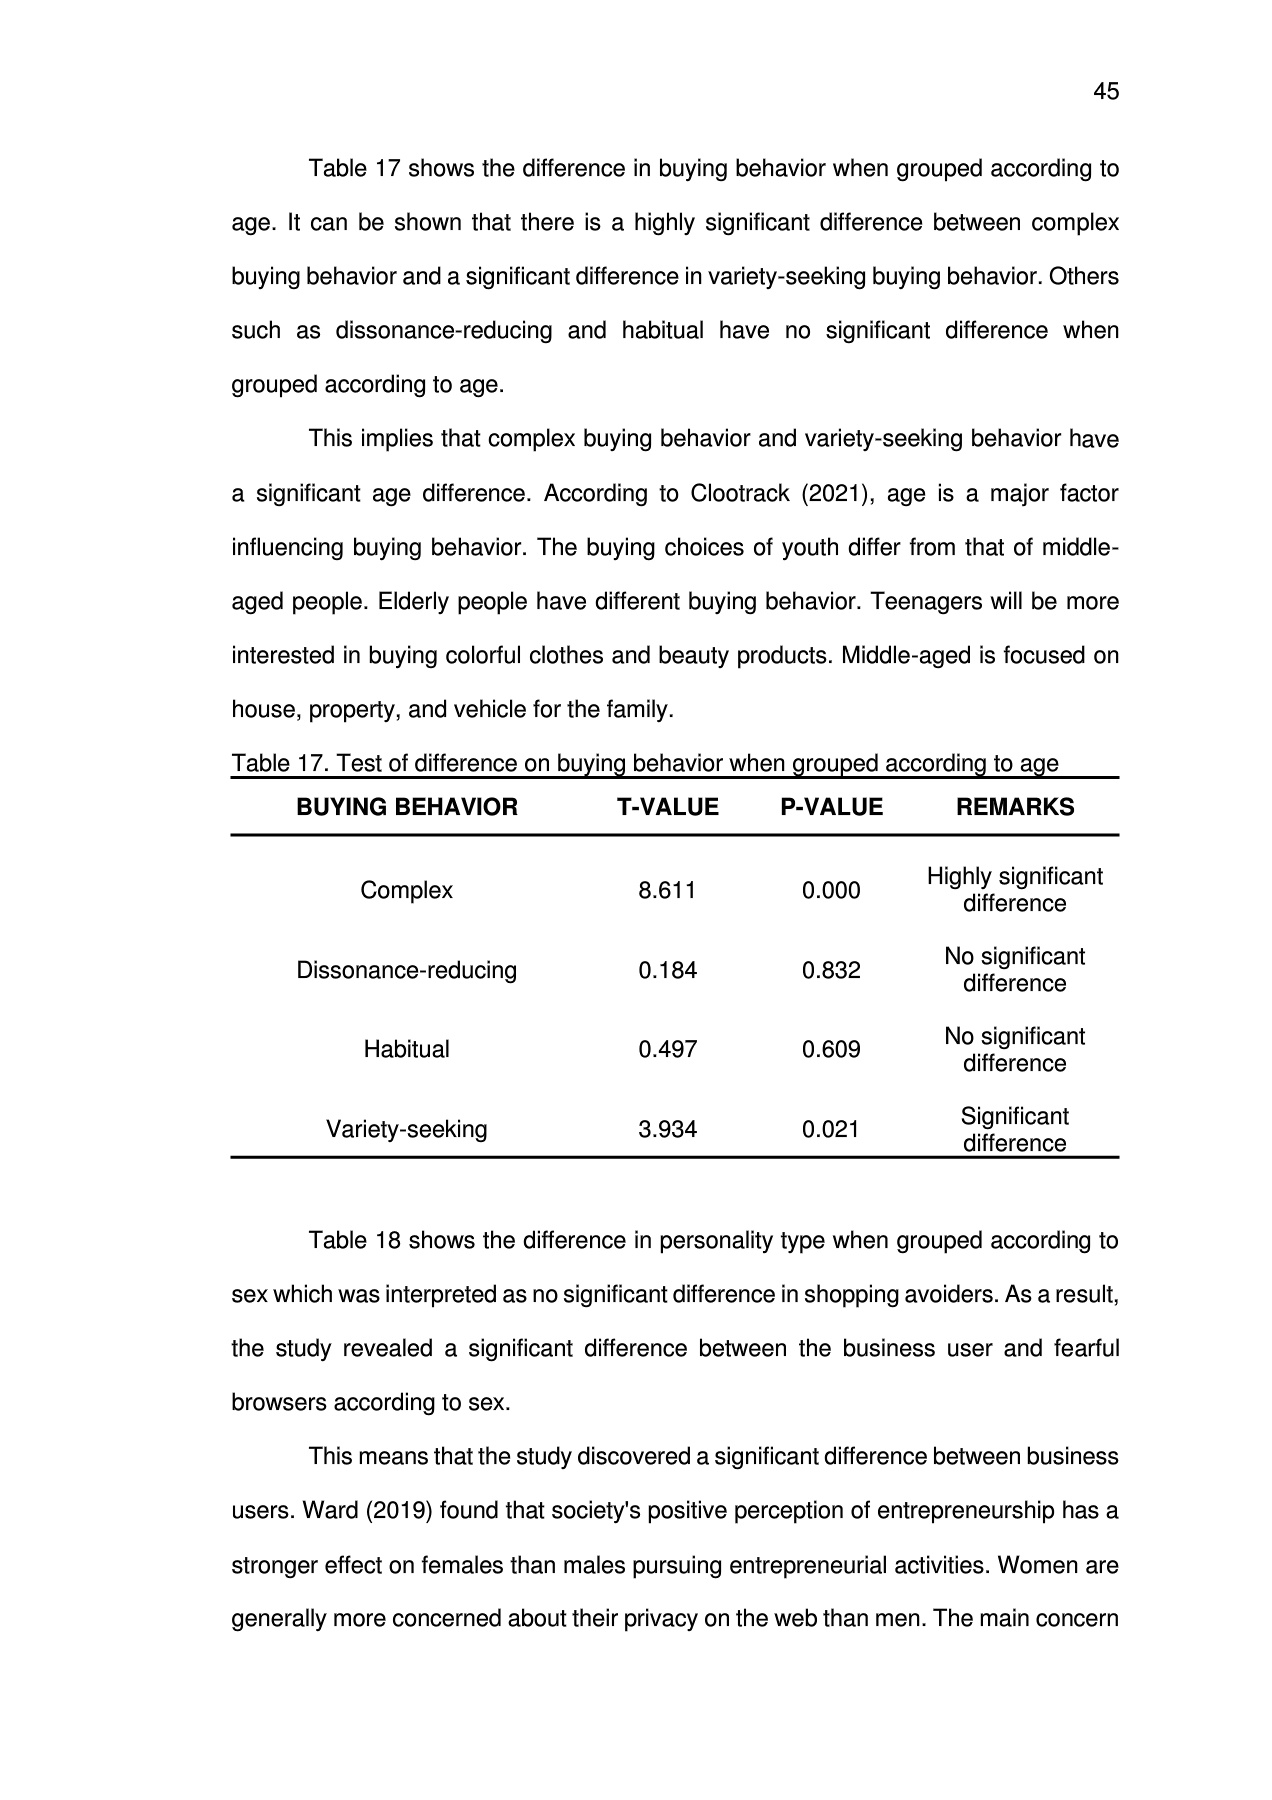 45
Table 17 shows the difference in buying behavior when grouped according to
age. It can be shown that there is a highly significant difference between complex
buying behavior and a significant difference in variety-seeking buying behavior. Others
such as dissonance-reducing and habitual have no significant difference when
grouped according to age.
This implies that complex buying behavior and variety-seeking behavior have
a significant age difference. According to Clootrack (2021), age is a major factor
influencing buying behavior. The buying choices of youth differ from that of middle-
aged people. Elderly people have different buying behavior. Teenagers will be more
interested in buying colorful clothes and beauty products. Middle-aged is focused on
house, property, and vehicle for the family.
Table 17. Test of difference on buying behavior when grouped according to age
BUYING BEHAVIOR T-VALUE P-VALUE REMARKS
Complex 8.611 0.000 Highly significant
difference
Dissonance-reducing 0.184 0.832 No significant
difference
Habitual 0.497 0.609 No significant
difference
Variety-seeking 3.934 0.021 Significant
difference
Table 18 shows the difference in personality type when grouped according to
sex which was interpreted as no significant difference in shopping avoiders. As a result,
the study revealed a significant difference between the business user and fearful
browsers according to sex.
This means that the study discovered a significant difference between business
users. Ward (2019) found that society's positive perception of entrepreneurship has a
stronger effect on females than males pursuing entrepreneurial activities. Women are
generally more concerned about their privacy on the web than men. The main concern